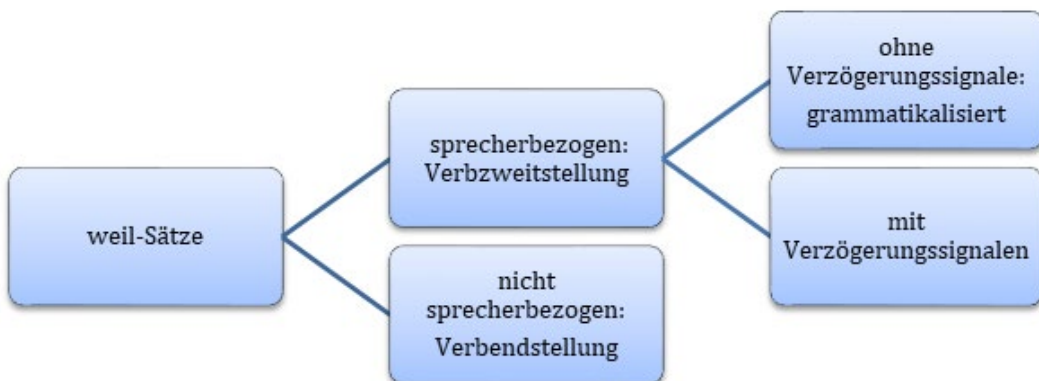 weil-Sätze
sprecherbezogen:
Verbzweitstellung
nicht
sprecherbezogen:
Verbendstellung
ohne
Verzögerungssignale:
grammatikalisiert
mit
Verzögerungssignalen